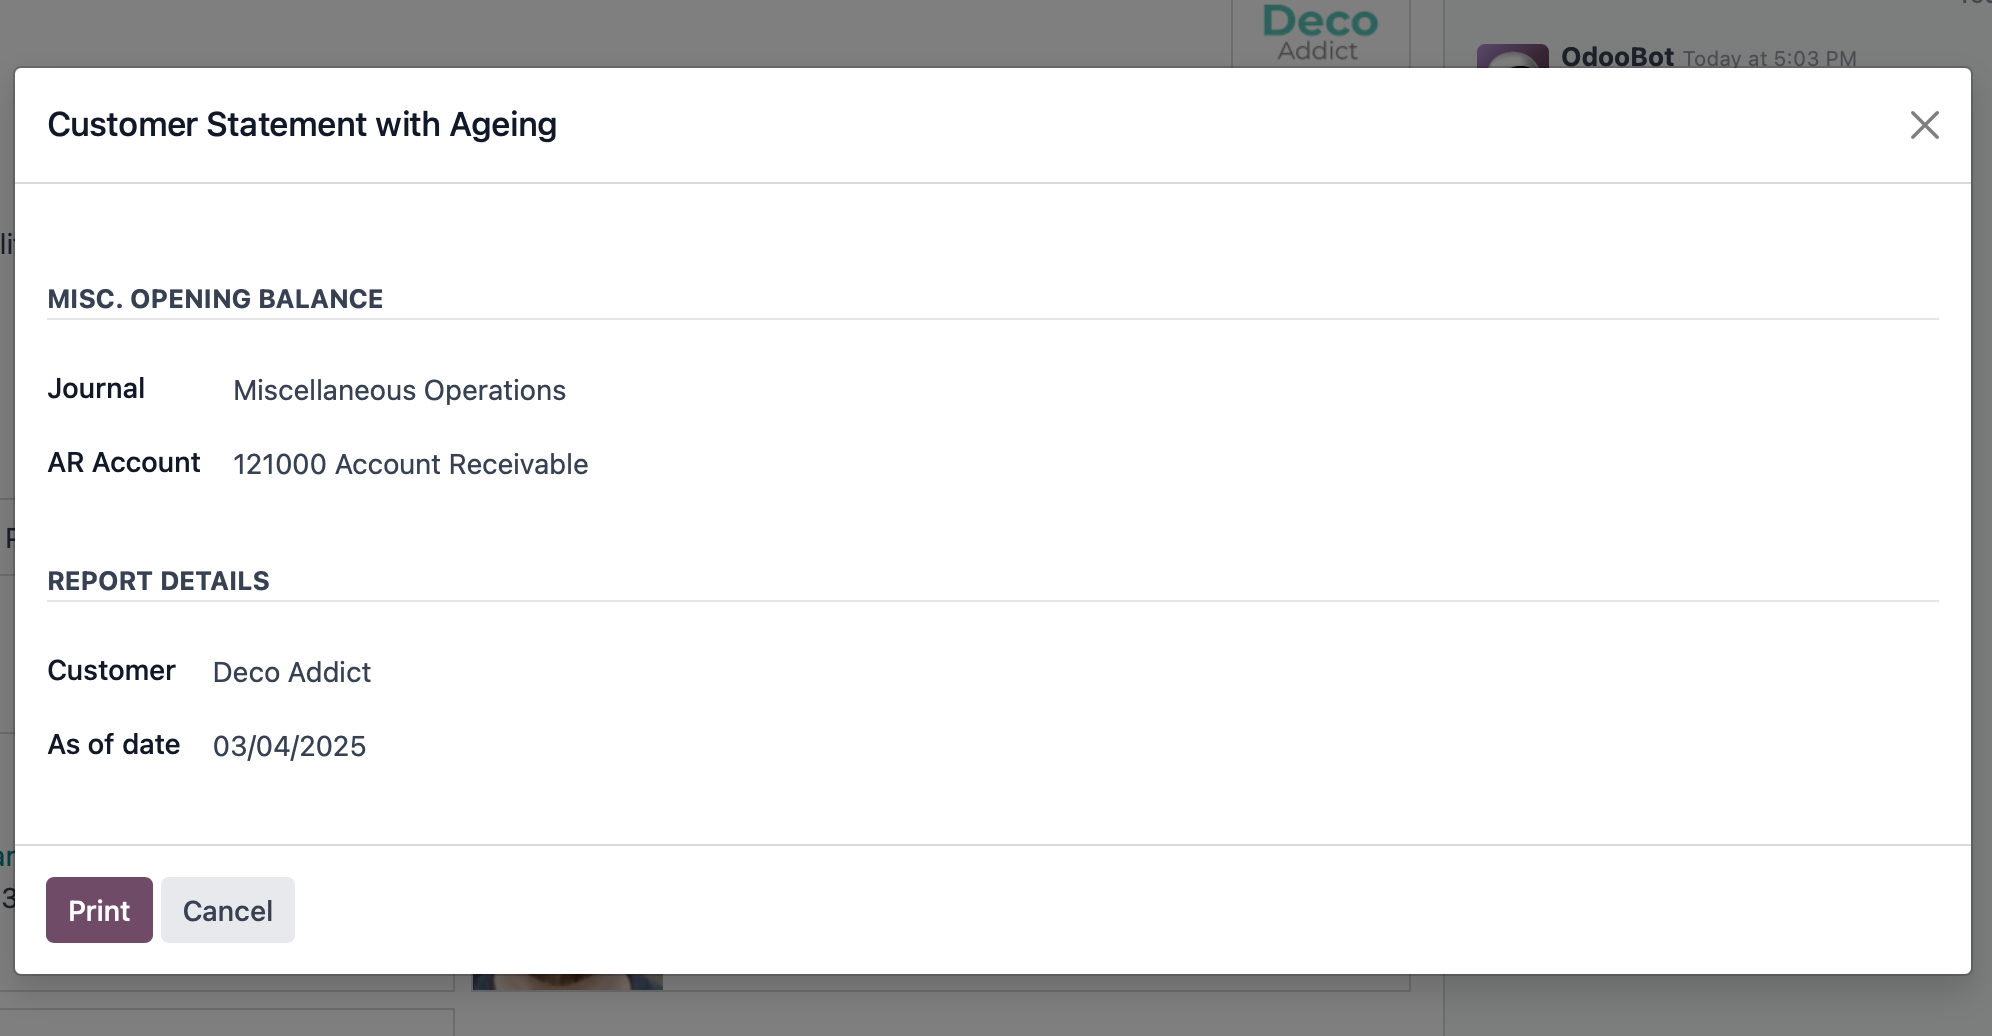 Deco
Addict
OdooBot Today at 5:03 PM
Customer Statement with Ageing
MISC. OPENING BALANCE
Journal Miscellaneous Operations
AR Account 121000 Account Receivable
REPORT DETAILS
Customer Deco Addict
As of date 03/04/2025
Print Cancel